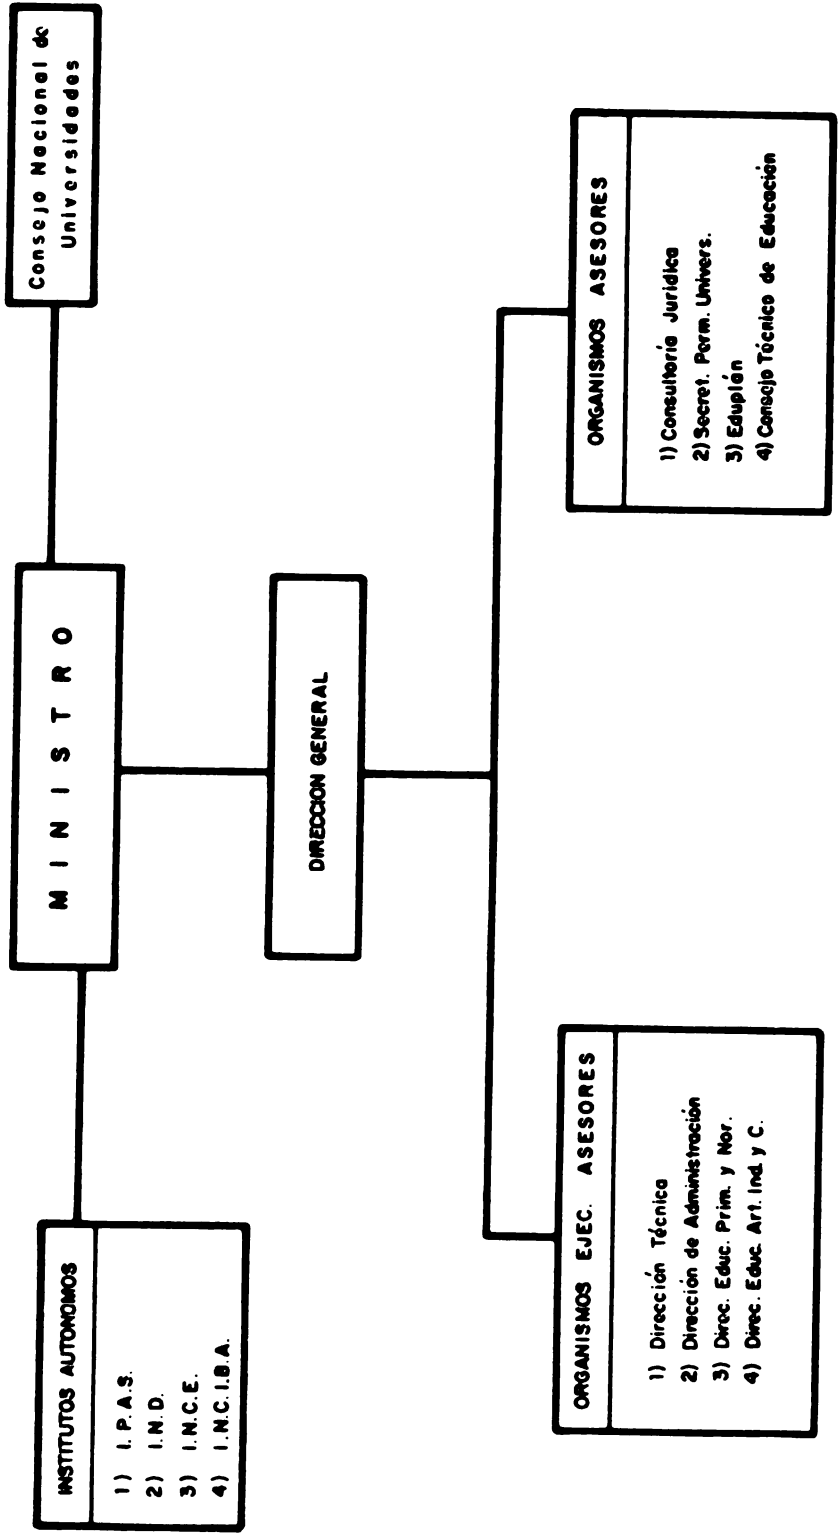 Consejo Nacional de
Universidades
M I N I S T R O
INSTITUTOS AUTONOMOS
1) I.P.A.S.
2) I.N.D.
3) I.N.C.E.
4) I.N.C.I.B.A.
DIRECCION GENERAL
ORGANISMOS EJEC. ASESORES
1) Dirección Técnica
2) Dirección de Administración
3) Direc. Educ. Prim. y Nor.
4) Direc. Educ. Art. Ind. y C.
ORGANISMOS ASESORES
1) Consultoría Jurídica
2) Secret. Perm. Univers.
3) Eduplán
4) Consejo Técnico de Educación